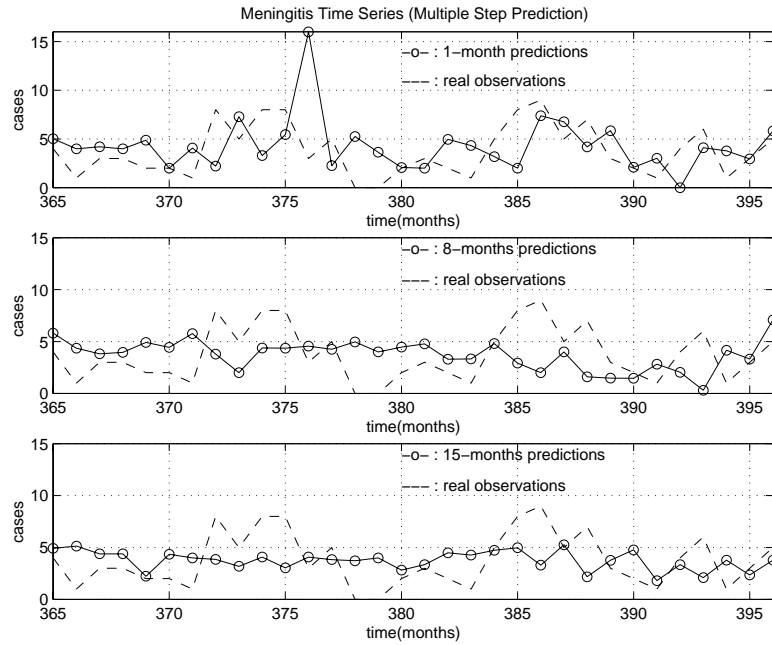 Meningitis Time Series (Multiple Step Prediction)
15
10
5
0
cases
−o− : 1−month predictions
−−− : real observations
365 370 375 380 385 390 395
time(months)
15
10
5
0
cases
−o− : 8−months predictions
−−− : real observations
365 370 375 380 385 390 395
time(months)
15
10
5
0
cases
−o− : 15−months predictions
−−− : real observations
365 370 375 380 385 390 395
time(months)